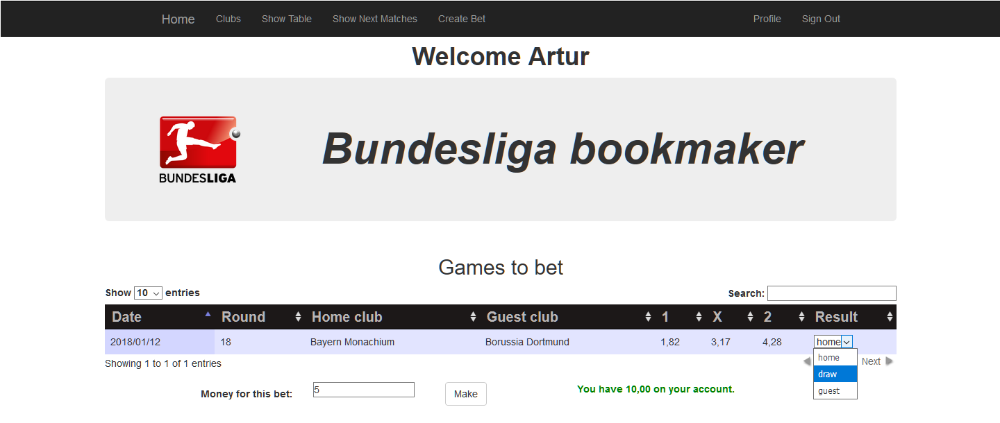 Home Clubs Show Table Show Next Matches Create Bet Profile Sign Out
Welcome Artur
Bundesliga bookmaker
BUNDESLIGA
Games to bet
Show 10 entries Search:
Date Round Home club Guest club 1 X 2 Result
2018/01/12 18 Bayern Monachium Borussia Dortmund 1,82 3,17 4,28 home
home
Showing 1 to 1 of 1 entries Next
draw
guest
Money for this bet: 5 Make You have 10,00 on your account.